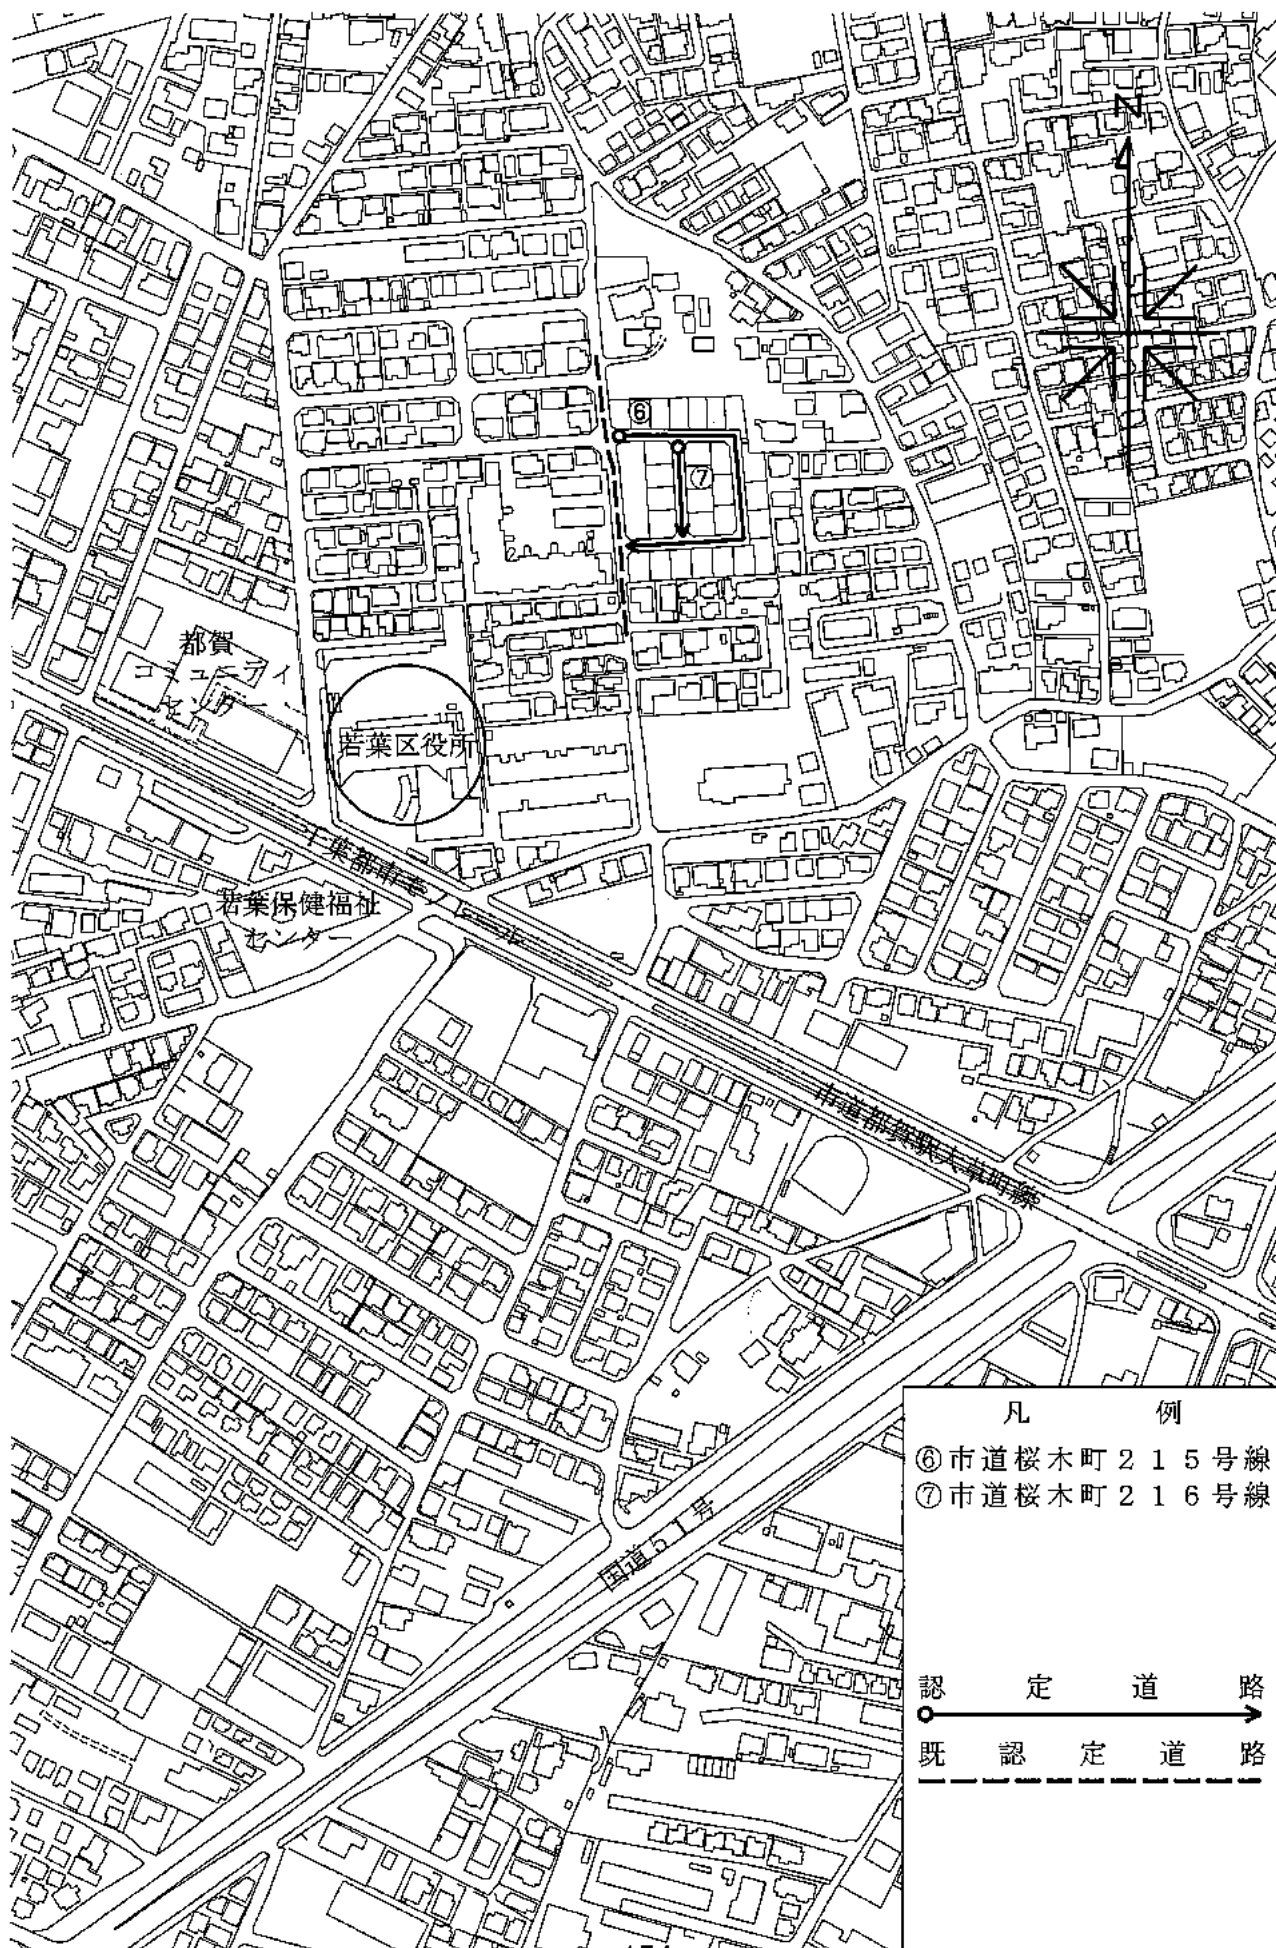 N
⑥
⑦
都賀
コミュニティ
センター
若葉区役所
千葉都市モノレール
若葉保健福祉
センター
市道都賀駅大草町線
国道51号
凡例
⑥市道桜木町215号線
⑦市道桜木町216号線
認定道路
既認定道路